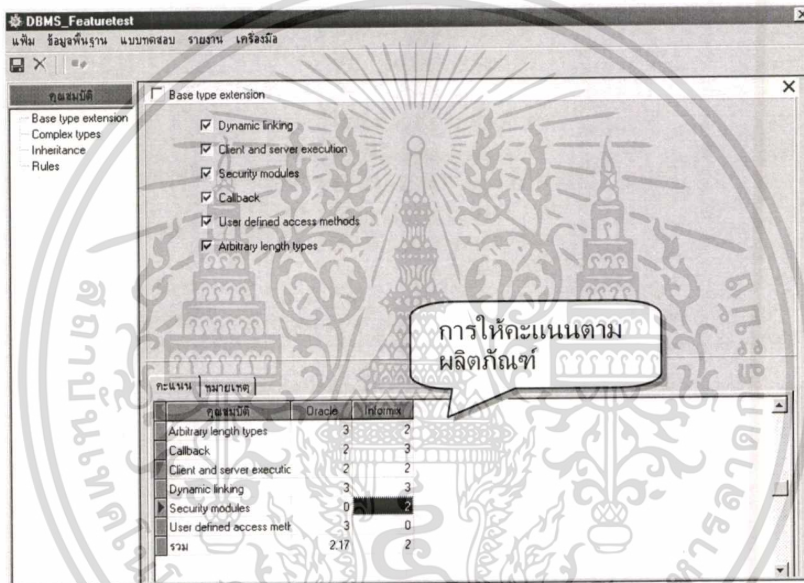 DBMS_Featuretest
แฟ้ม ข้อมูลพื้นฐาน แบบทดสอบ รายงาน เครื่องมือ
คุณสมบัติ
Base type extension
Complex types
Inheritance
Rules
Base type extension
Dynamic linking
Client and server execution
Security modules
Callback
User defined access methods
Arbitrary length types
การให้คะแนนตาม
ผลิตภัณฑ์
คะแนน หมายเหตุ
คุณสมบัติ Oracle Informix
Arbitrary length types 3 2
Callback 2 3
Client and server executic 2 2
Dynamic linking 3 3
Security modules 0 2
User defined access meth 3 0
รวม 2.17 2